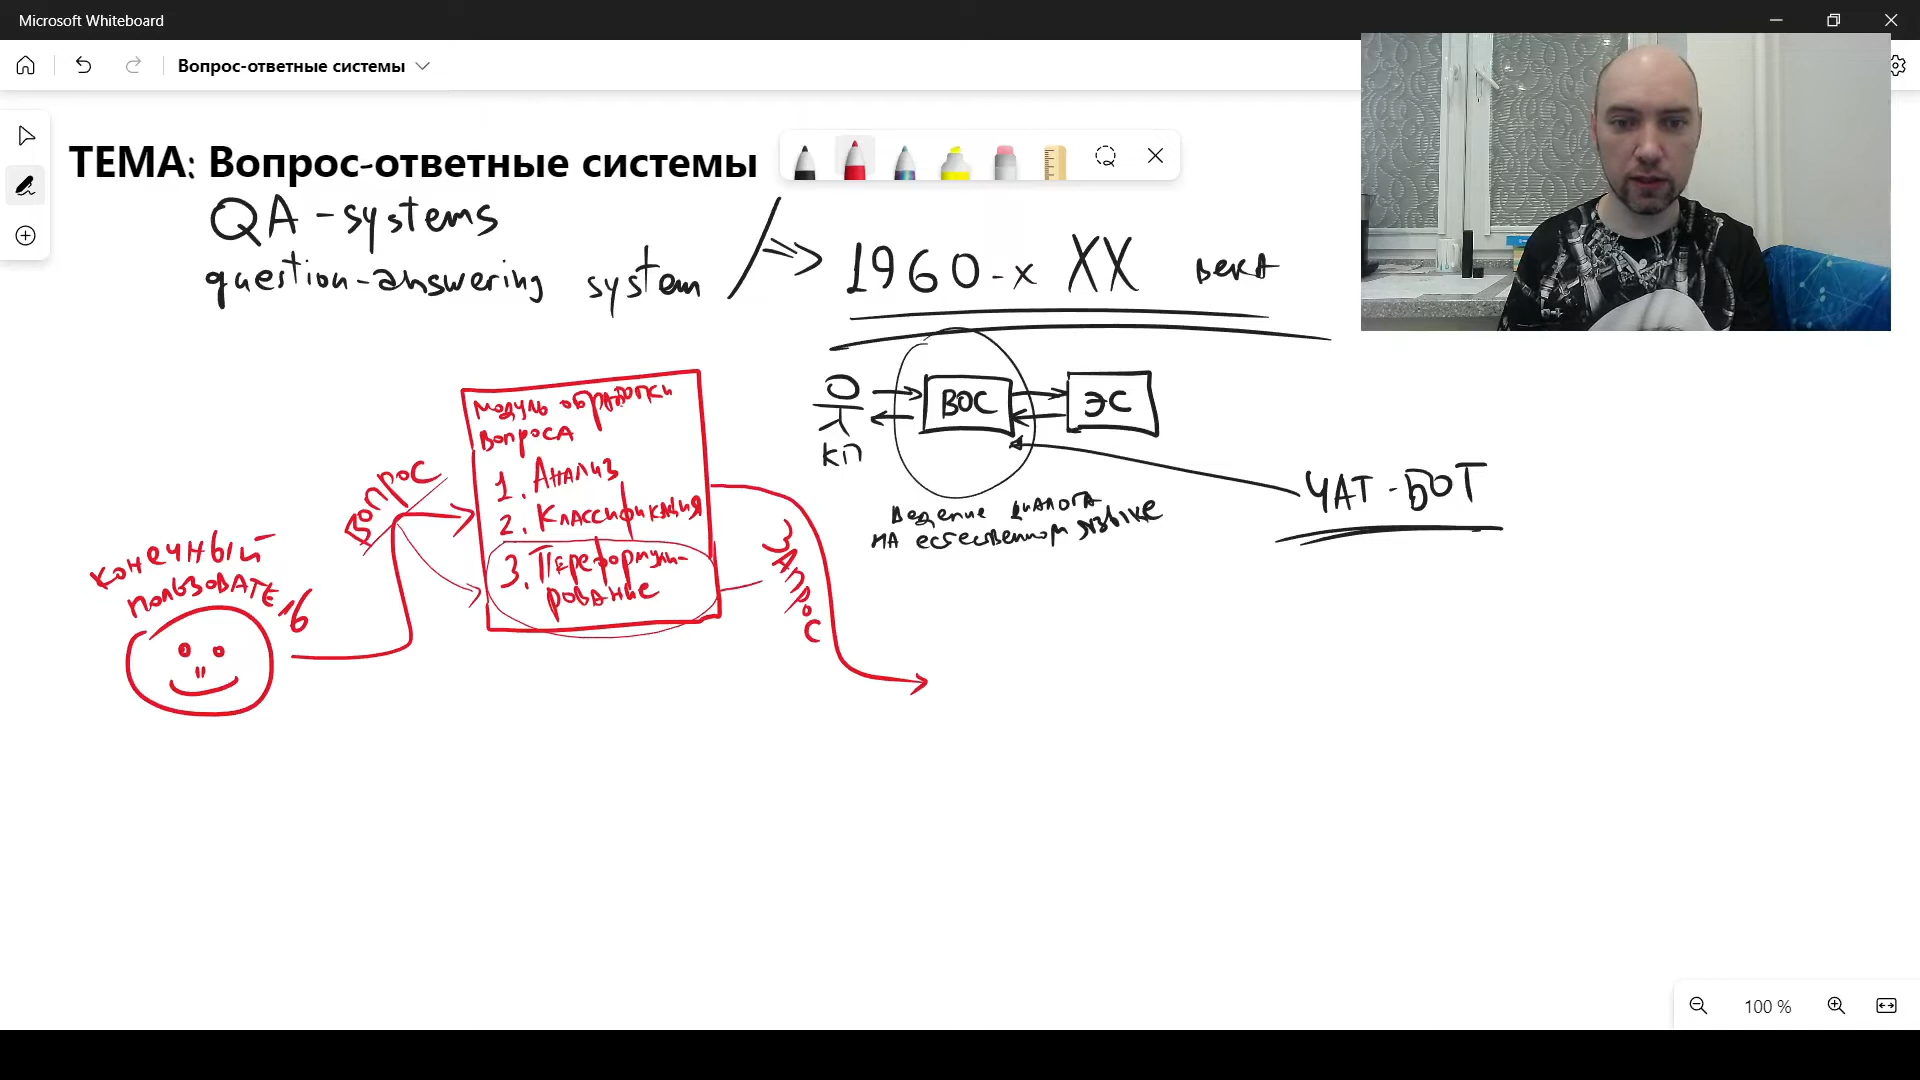 Microsoft Whiteboard
Вопрос-ответные системы
ТЕМА: Вопрос-ответные системы
QA-systems
question-answering system
1960-х XX века
КП
ВОС
ЭС
Ведение диалога
на естественном языке
ЧАТ-БОТ
Конечный
пользователь
Вопрос
Модуль обработки
вопроса
1. Анализ
2. Классификация
3. Переформули-
рование
Запрос
100 %